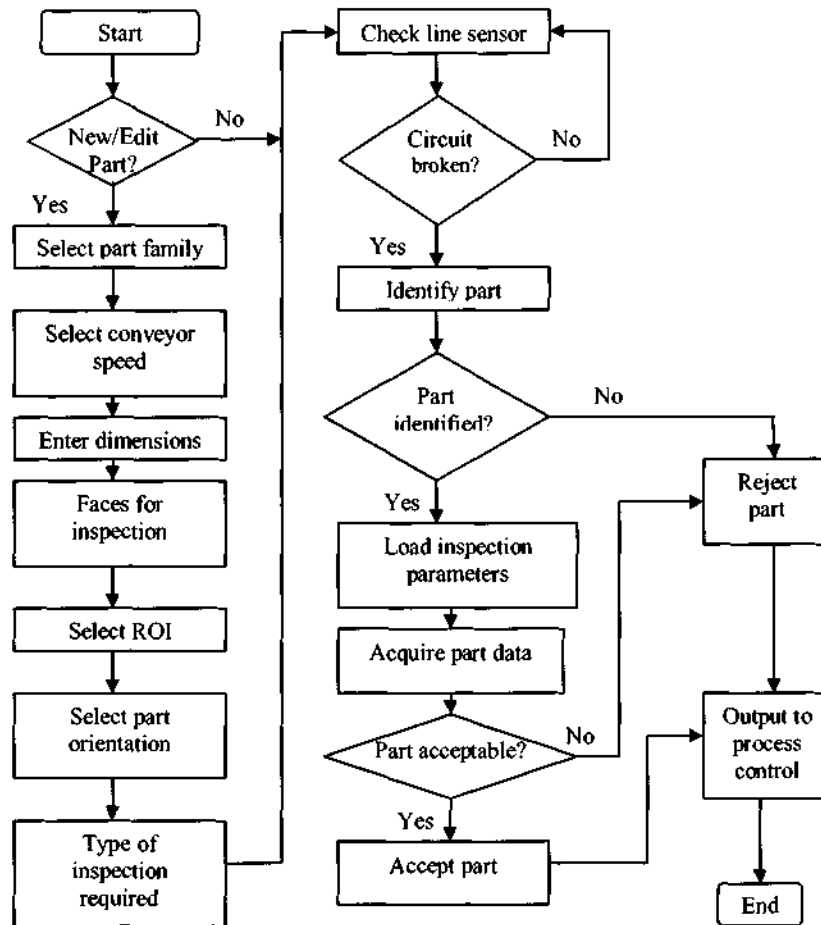 Start
New/Edit
Part?
No
Yes
Select part family
Select conveyor
speed
Enter dimensions
Faces for
inspection
Select ROI
Select part
orientation
Type of
inspection
required
Check line sensor
Circuit
broken?
No
Yes
Identify part
Part
identified?
No
Yes
Load inspection
parameters
Acquire part data
Part acceptable?
No
Yes
Accept part
Reject
part
Output to
process
control
End